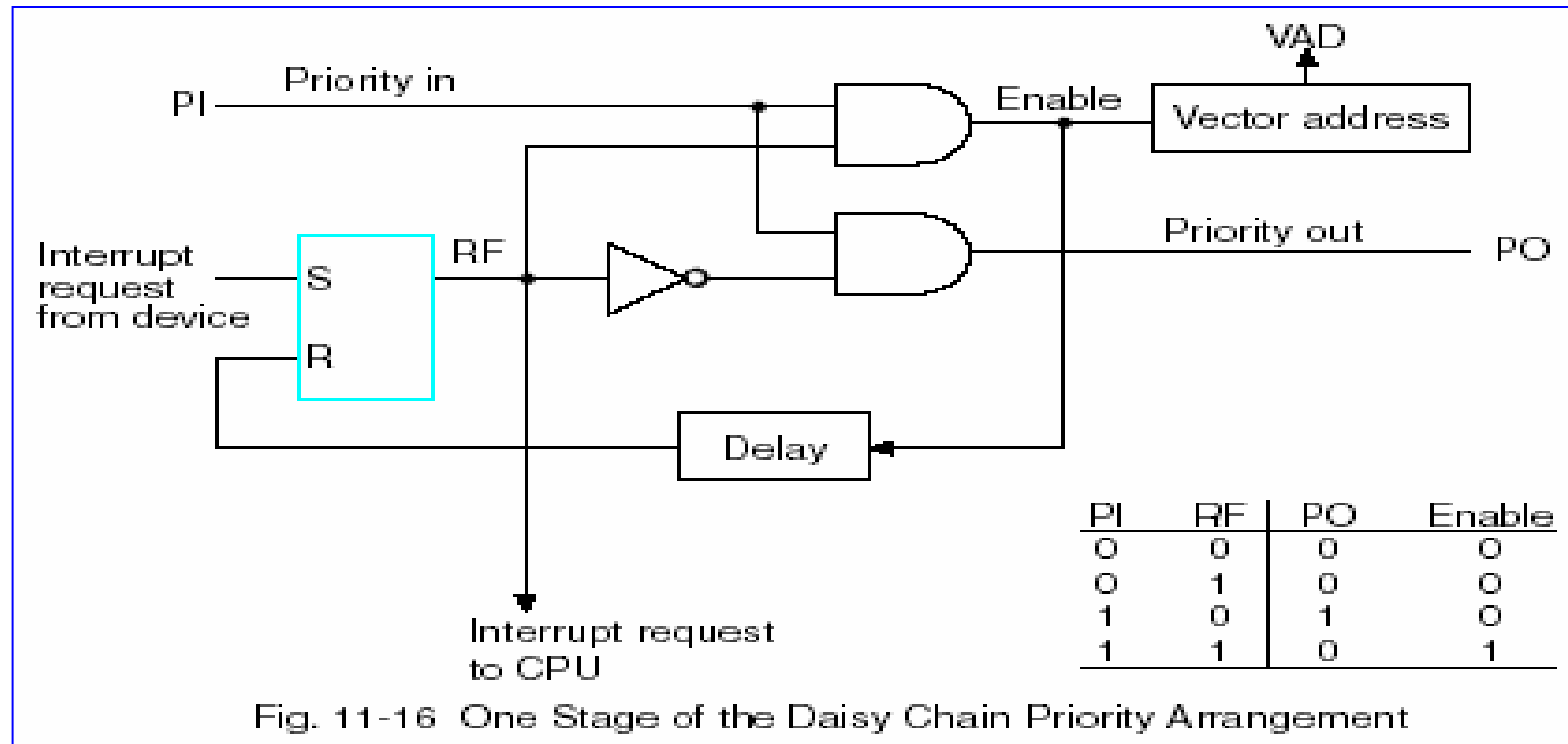 VAD
Priority in
PI
Enable
Vector address
Priority out
PO
Interrupt
request
from device
S
RF
R
Delay
PI RF PO Enable
0 0 0 0
0 1 0 0
1 0 1 0
1 1 0 1
Interrupt request
to CPU
Fig. 11-16 One Stage of the Daisy Chain Priority Arrangement